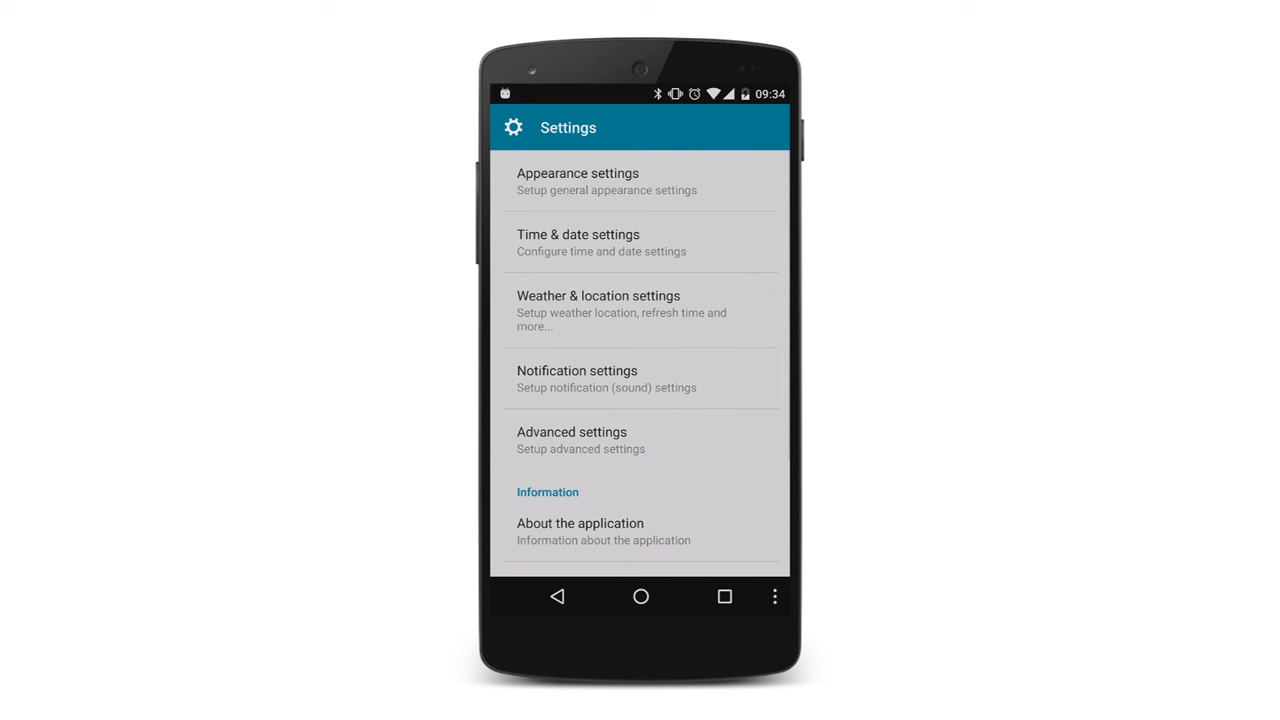 09:34
Settings
Appearance settings
Setup general appearance settings
Time & date settings
Configure time and date settings
Weather & location settings
Setup weather location, refresh time and
more...
Notification settings
Setup notification (sound) settings
Advanced settings
Setup advanced settings
Information
About the application
Information about the application